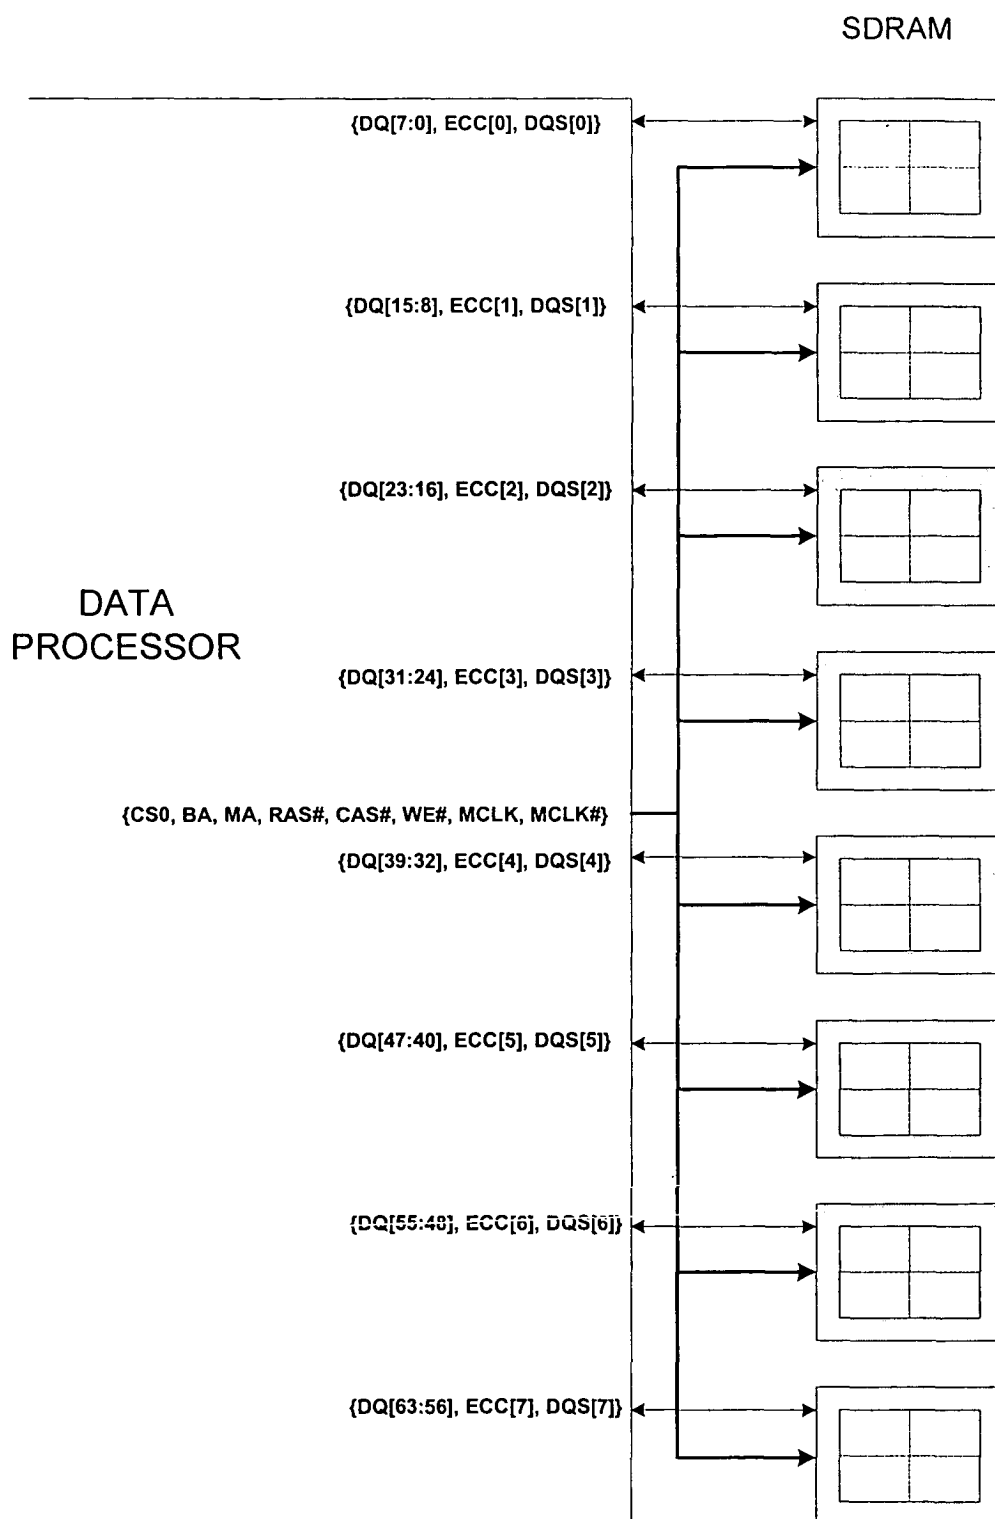 SDRAM
{DQ[7:0], ECC[0], DQS[0]}
{DQ[15:8], ECC[1], DQS[1]}
{DQ[23:16], ECC[2], DQS[2]}
DATA
PROCESSOR
{DQ[31:24], ECC[3], DQS[3]}
{CS0, BA, MA, RAS#, CAS#, WE#, MCLK, MCLK#}
{DQ[39:32], ECC[4], DQS[4]}
{DQ[47:40], ECC[5], DQS[5]}
{DQ[55:48], ECC[6], DQS[6]}
{DQ[63:56], ECC[7], DQS[7]}